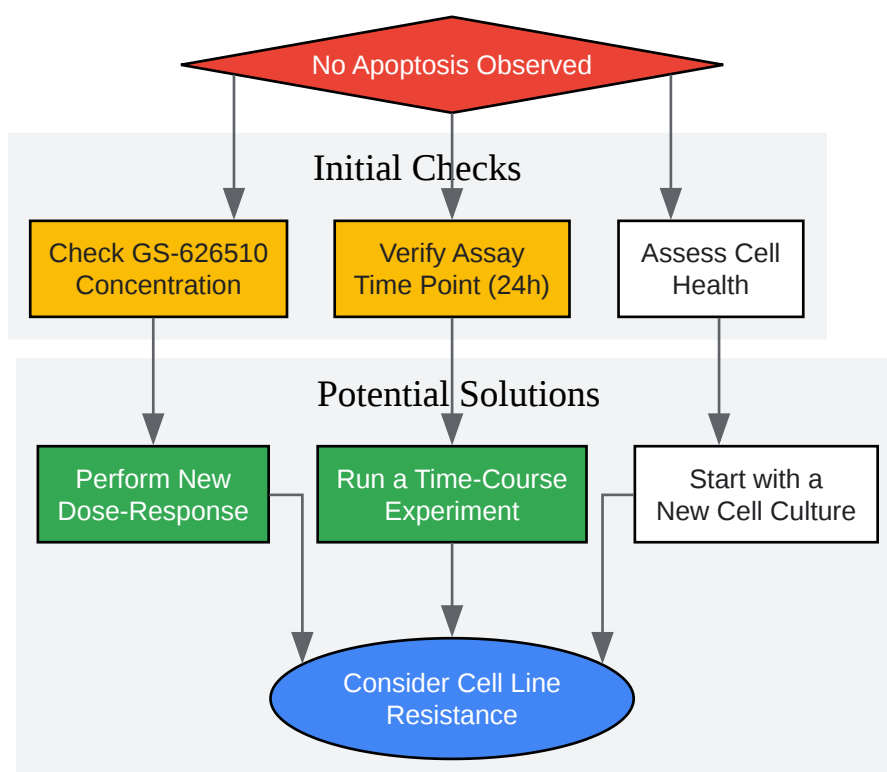 No Apoptosis Observed
Initial Checks
Check GS-626510
Concentration
Verify Assay
Time Point (24h)
Assess Cell
Health
Potential Solutions
Perform New
Dose-Response
Run a Time-Course
Experiment
Start with a
New Cell Culture
Consider Cell Line
Resistance